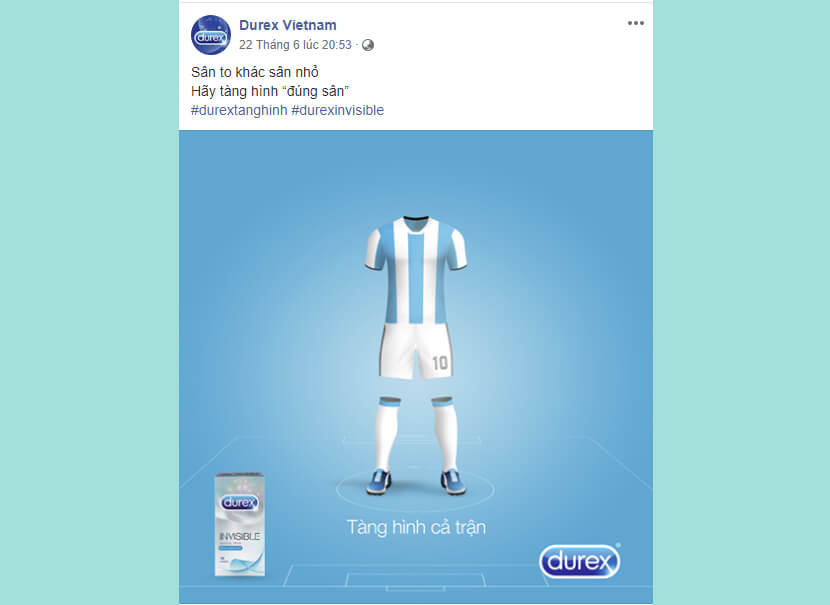 Durex Vietnam
22 Tháng 6 lúc 20:53 ·
Sân to khác sân nhỏ
Hãy tàng hình “đúng sân”
#durextanghinh #durexinvisible
10
durex
INVISIBLE
Tàng hình cả trận
durex